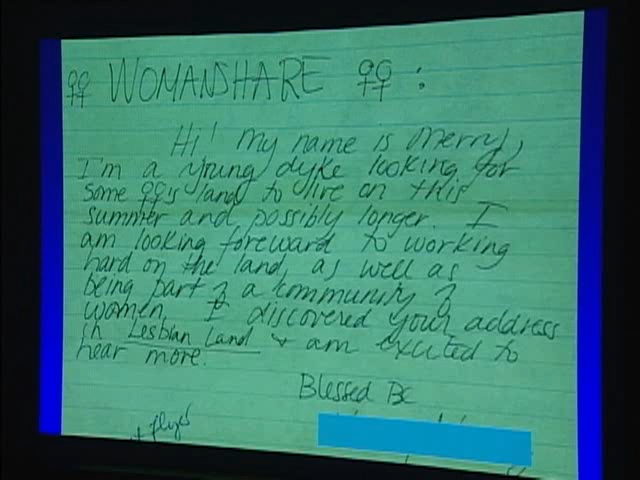 ⚢ WOMANSHARE ⚢ :
Hi! My name is Merry,
I'm a young dyke looking for
some ⚢'s land to live on this
summer and possibly longer. I
am looking foreward to working
hard on the land, as well as
being part of a community of
women. I discovered your address
in Lesbian Land & am excited to
hear more.
Blessed Be
flyer